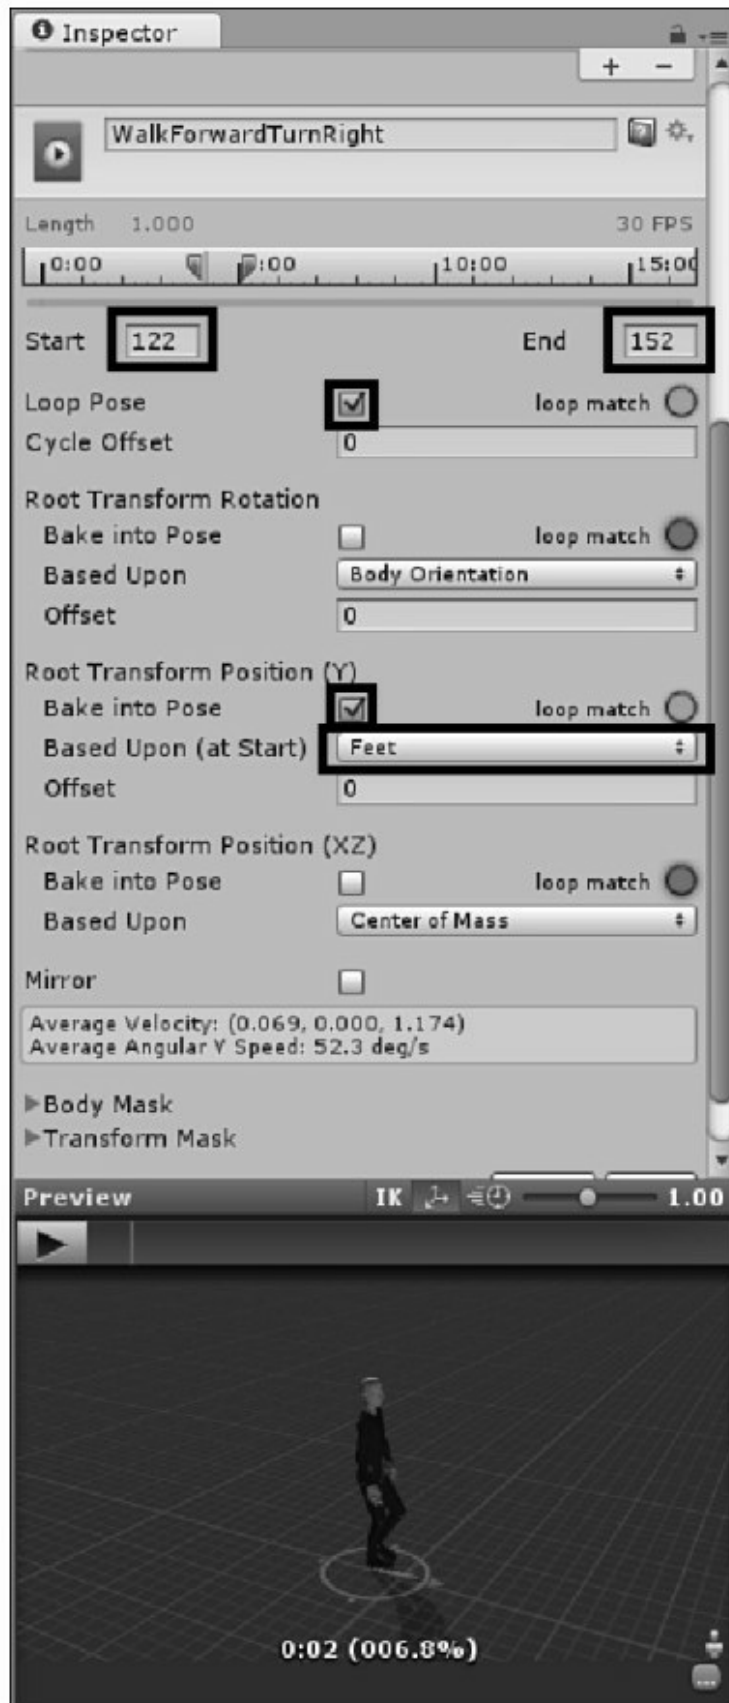 Inspector
+ −
WalkForwardTurnRight
Length 1.000 30 FPS
0:00 :00 10:00 15:00
Start 122 End 152
Loop Pose loop match
Cycle Offset 0
Root Transform Rotation
Bake into Pose loop match
Based Upon Body Orientation
Offset 0
Root Transform Position (Y)
Bake into Pose loop match
Based Upon (at Start) Feet
Offset 0
Root Transform Position (XZ)
Bake into Pose loop match
Based Upon Center of Mass
Mirror
Average Velocity: (0.069, 0.000, 1.174)
Average Angular Y Speed: 52.3 deg/s
Body Mask
Transform Mask
Preview IK 1.00
0:02 (006.8%)